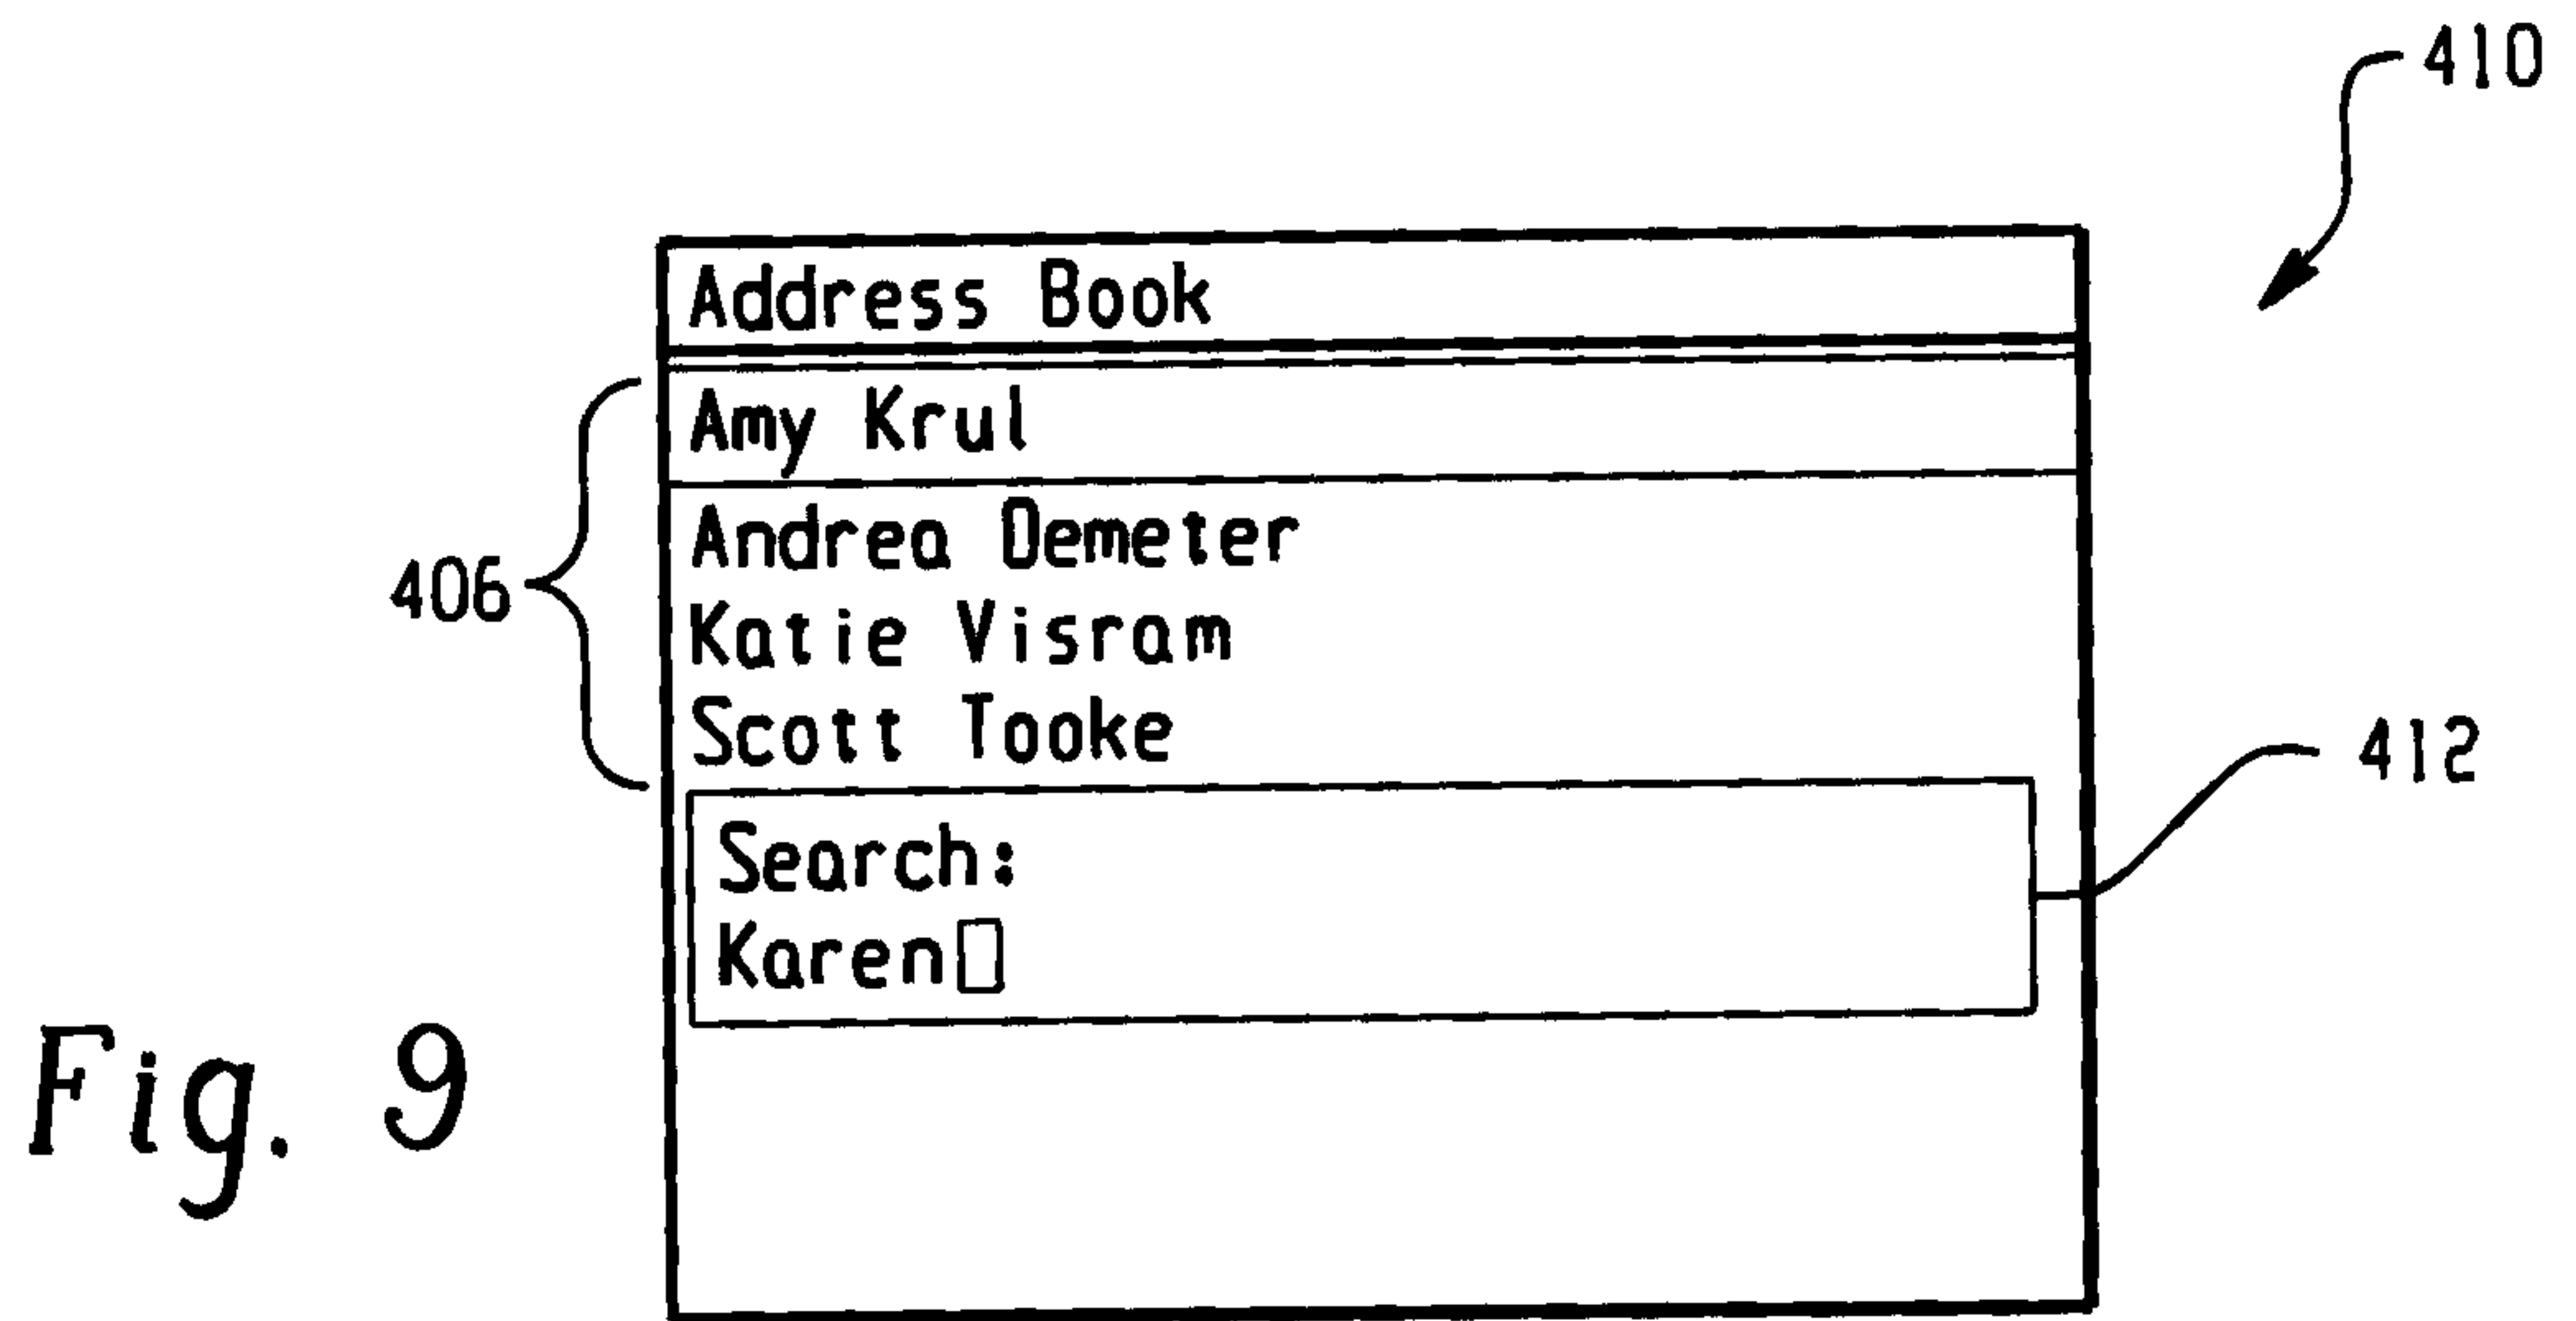 410
Address Book
Amy Krul
Andrea Demeter
406
Katie Visram
Scott Tooke
412
Search:
Karen
Fig. 9